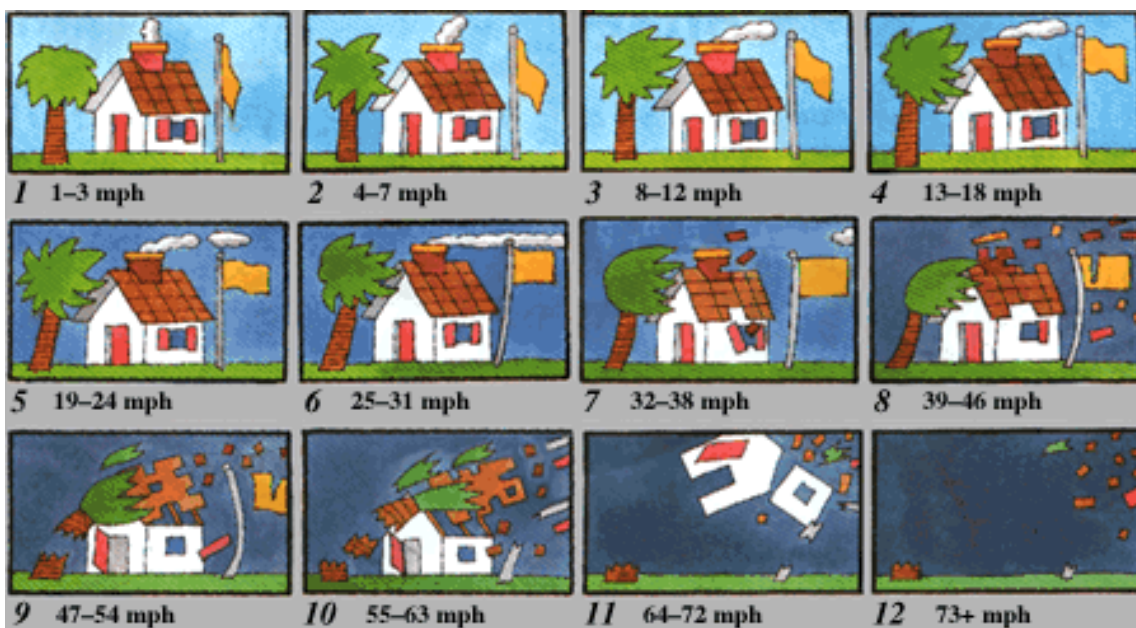 1 1–3 mph
2 4–7 mph
3 8–12 mph
4 13–18 mph
5 19–24 mph
6 25–31 mph
7 32–38 mph
8 39–46 mph
9 47–54 mph
10 55–63 mph
11 64–72 mph
12 73+ mph